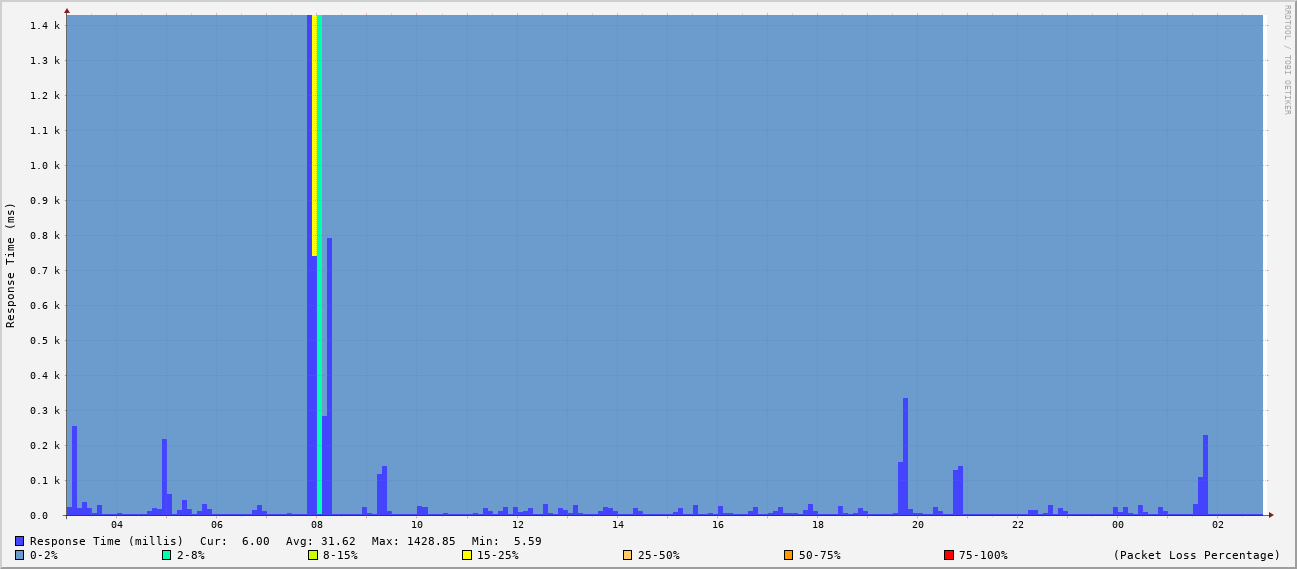 RRDTOOL / TOBI OETIKER
Response Time (ms)
1.4 k
1.3 k
1.2 k
1.1 k
1.0 k
0.9 k
0.8 k
0.7 k
0.6 k
0.5 k
0.4 k
0.3 k
0.2 k
0.1 k
0.0
04 06 08 10 12 14 16 18 20 22 00 02
Response Time (millis) Cur: 6.00 Avg: 31.62 Max: 1428.85 Min: 5.59
0-2% 2-8% 8-15% 15-25% 25-50% 50-75% 75-100% (Packet Loss Percentage)